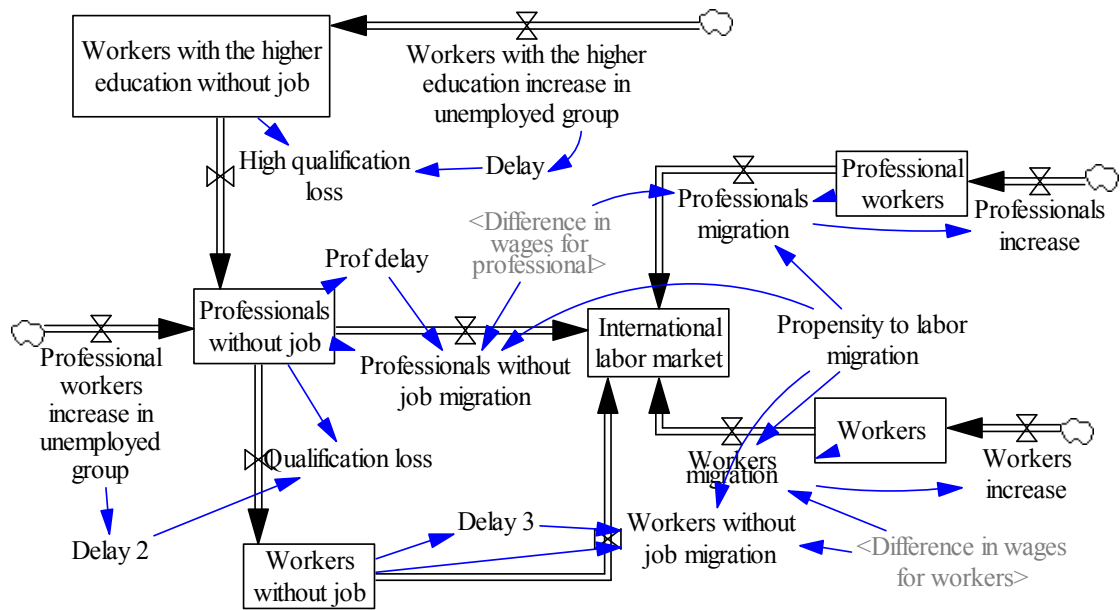 Workers with the higher
education without job
Workers with the higher
education increase in
unemployed group
High qualification
loss
Delay
Professional
workers
Professionals
migration
Professionals
increase
<Difference in
wages for
professional>
Prof delay
Professionals
without job
International
labor market
Propensity to labor
migration
Professional
workers
increase in
unemployed
group
Professionals without
job migration
Workers
Qualification loss
Workers
migration
Workers
increase
Delay 2
Delay 3
Workers without
job migration
<Difference in wages
for workers>
Workers
without job